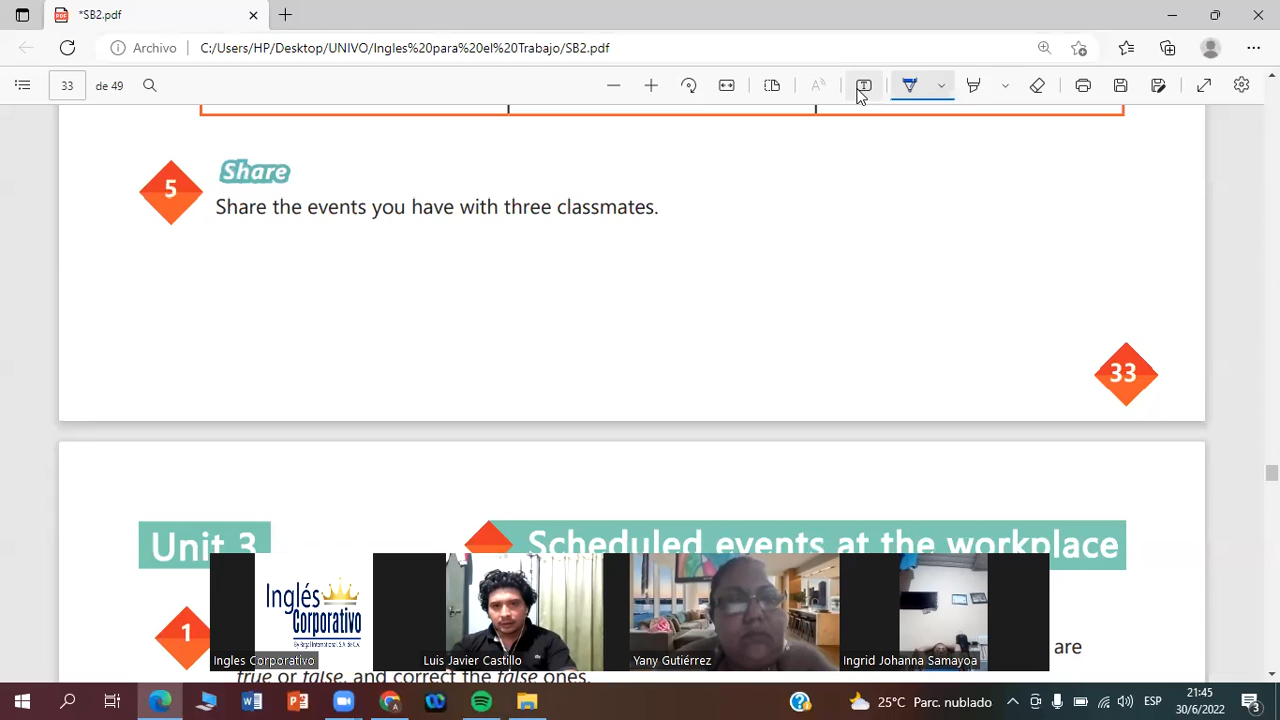 *SB2.pdf
Archivo
C:/Users/HP/Desktop/UNIVO/Ingles%20para%20el%20Trabajo/SB2.pdf
33
de 49
5
Share
Share the events you have with three classmates.
33
Unit 3
Scheduled events at the workplace
1
are
true or false, and correct the false ones.
Inglés
Corporativo
Ingles Corporativo
Luis Javier Castillo
Yany Gutiérrez
Ingrid Johanna Samayoa
25°C Parc. nublado
ESP
21:45
30/6/2022
3